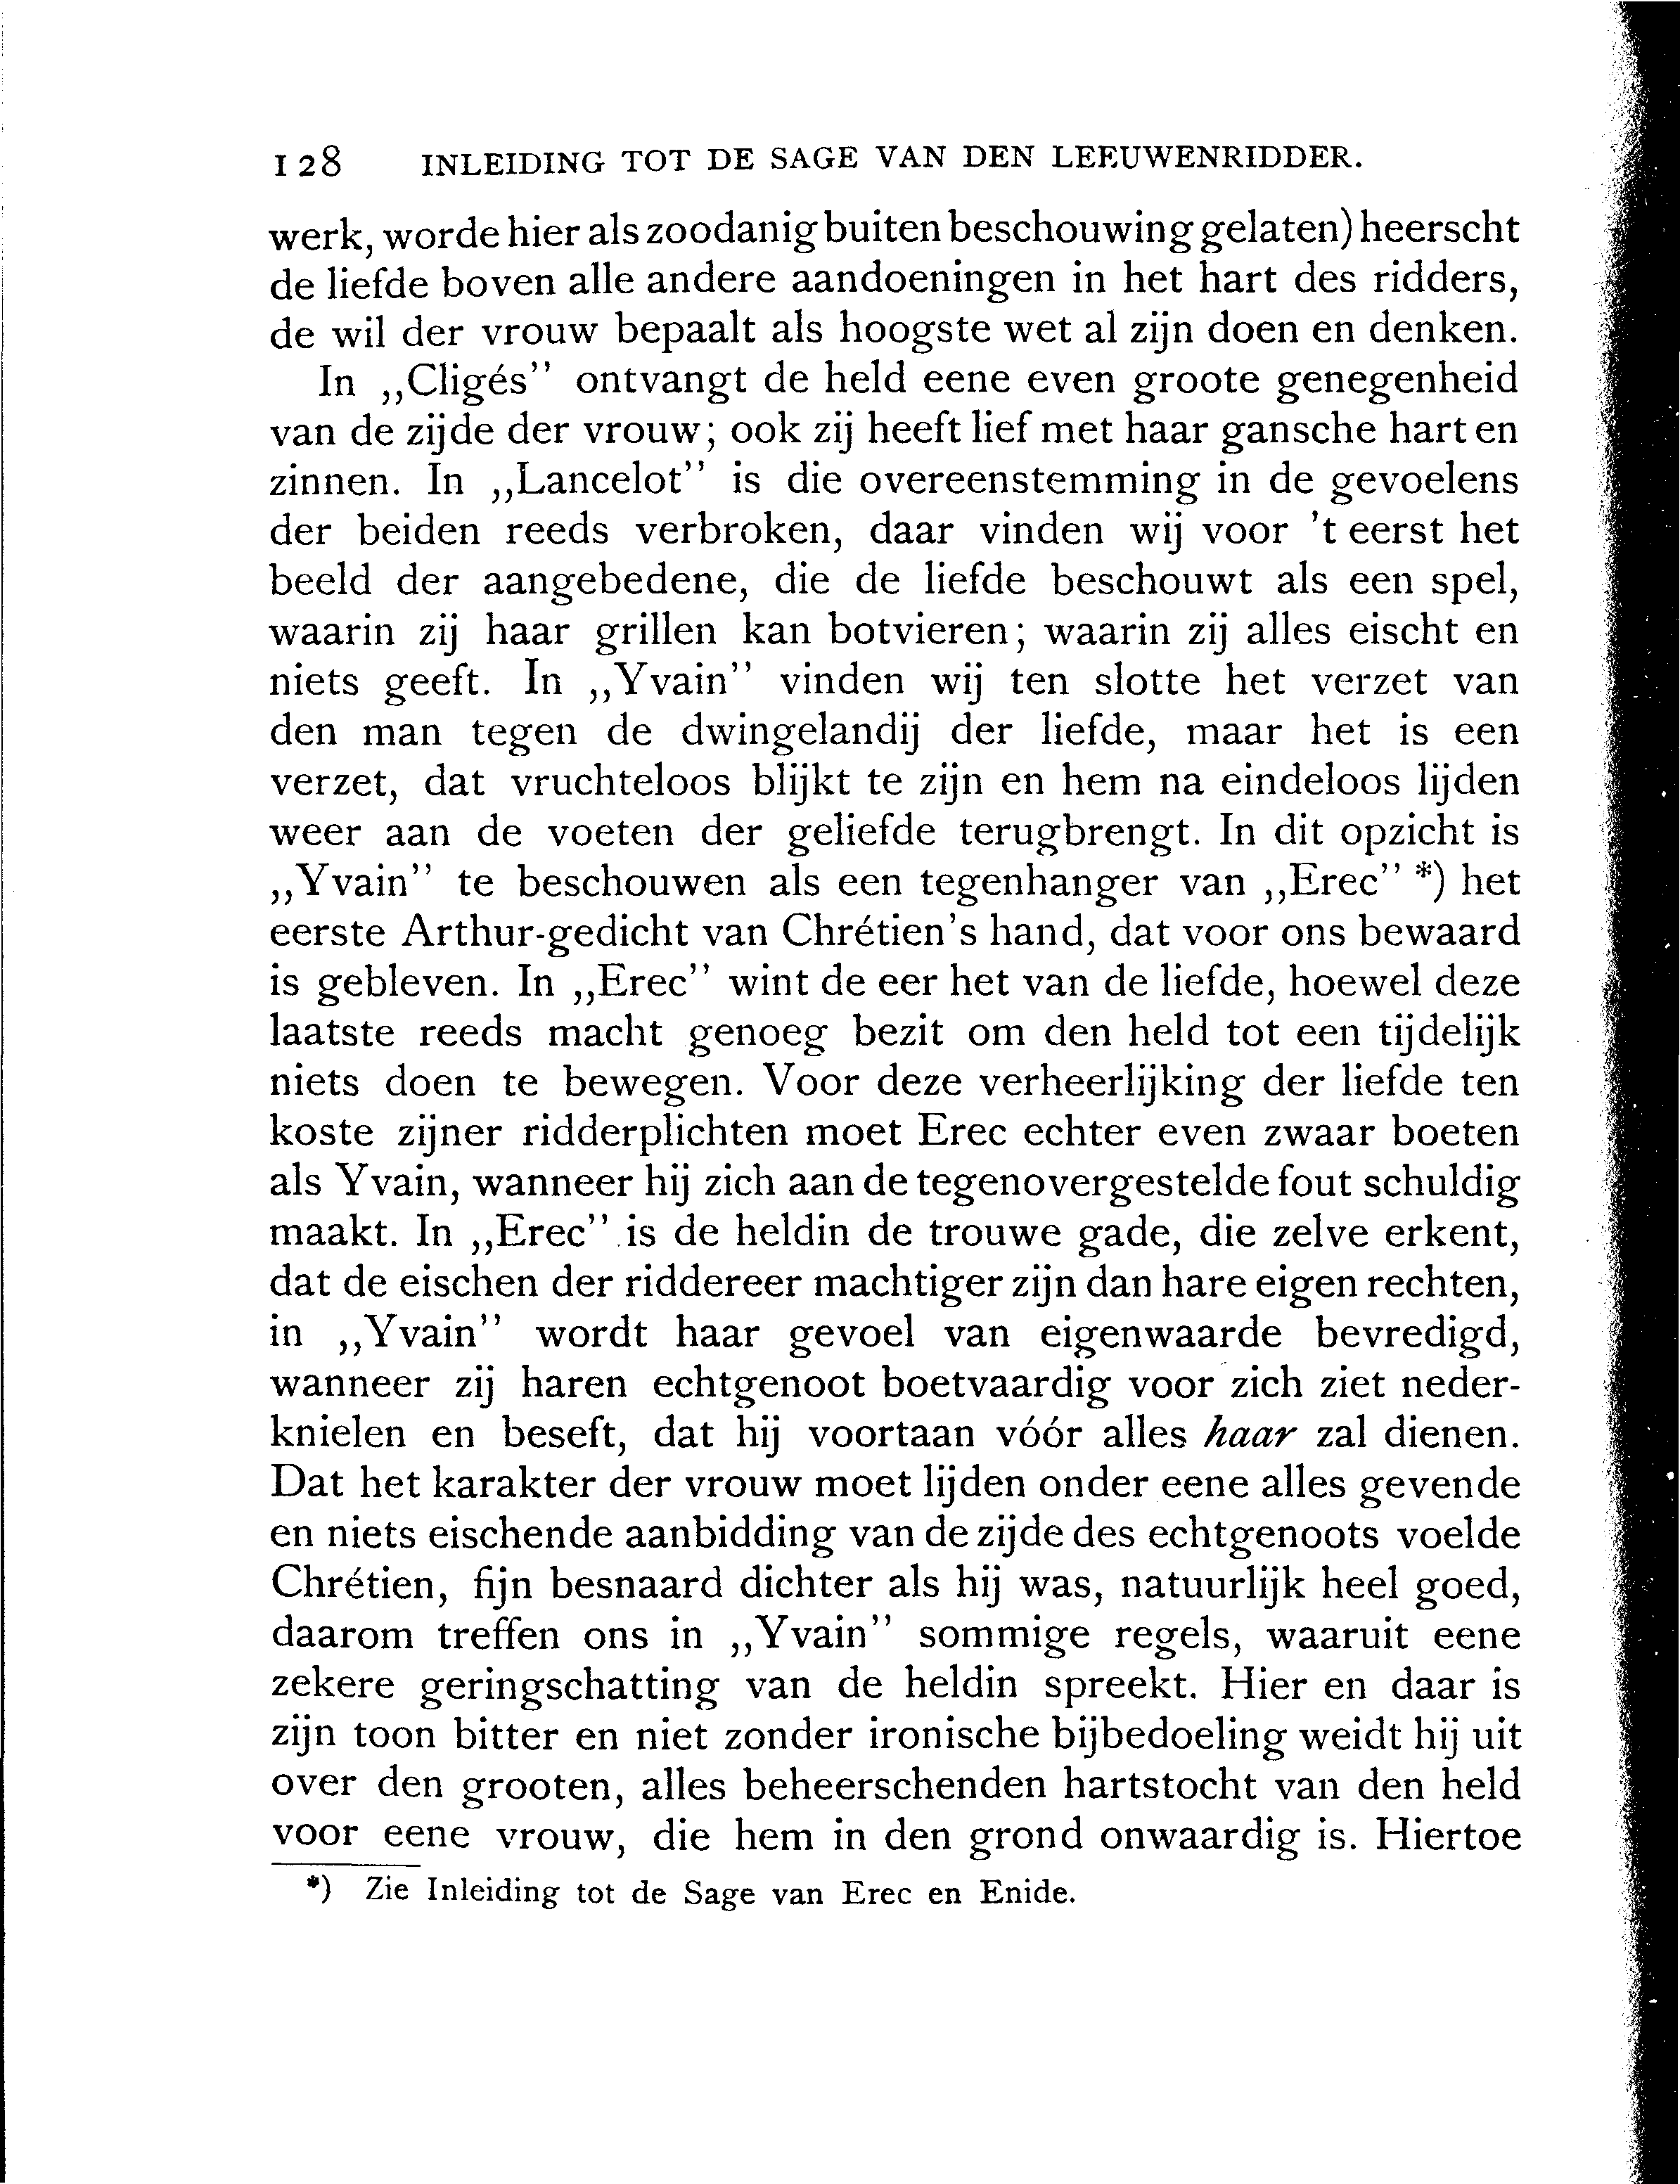 128 INLEIDING TOT DE SAGE VAN DEN LEEUWENRIDDER.
werk, worde hier als zoodanig buiten beschouwing gelaten) heerscht
de liefde boven alle andere aandoeningen in het hart des ridders,
de wil der vrouw bepaalt als hoogste wet al zijn doen en denken.
In ,,Cligés'' ontvangt de held eene even groote genegenheid
van de zijde der vrouw; ook zij heeft lief met haar gansche hart en
zinnen. In ,,Lancelot'' is die overeenstemming in de gevoelens
der beiden reeds verbroken, daar vinden wij voor 't eerst het
beeld der aangebedene, die de liefde beschouwt als een spel,
waarin zij haar grillen kan botvieren; waarin zij alles eischt en
niets geeft. In ,,Yvain'' vinden wij ten slotte het verzet van
den man tegen de dwingelandij der liefde, maar het is een
verzet, dat vruchteloos blijkt te zijn en hem na eindeloos lijden
weer aan de voeten der geliefde terugbrengt. In dit opzicht is
,,Yvain'' te beschouwen als een tegenhanger van ,,Erec'' *) het
eerste Arthur-gedicht van Chrétien's hand, dat voor ons bewaard
is gebleven. In ,,Erec'' wint de eer het van de liefde, hoewel deze
laatste reeds macht genoeg bezit om den held tot een tijdelijk
niets doen te bewegen. Voor deze verheerlijking der liefde ten
koste zijner ridderplichten moet Erec echter even zwaar boeten
als Yvain, wanneer hij zich aan de tegenovergestelde fout schuldig
maakt. In ,,Erec'' is de heldin de trouwe gade, die zelve erkent,
dat de eischen der riddereer machtiger zijn dan hare eigen rechten,
in ,,Yvain'' wordt haar gevoel van eigenwaarde bevredigd,
wanneer zij haren echtgenoot boetvaardig voor zich ziet neder-
knielen en beseft, dat hij voortaan vóór alles haar zal dienen.
Dat het karakter der vrouw moet lijden onder eene alles gevende
en niets eischende aanbidding van de zijde des echtgenoots voelde
Chrétien, fijn besnaard dichter als hij was, natuurlijk heel goed,
daarom treffen ons in ,,Yvain'' sommige regels, waaruit eene
zekere geringschatting van de heldin spreekt. Hier en daar is
zijn toon bitter en niet zonder ironische bijbedoeling weidt hij uit
over den grooten, alles beheerschenden hartstocht van den held
voor eene vrouw, die hem in den grond onwaardig is. Hiertoe
*) Zie Inleiding tot de Sage van Erec en Enide.